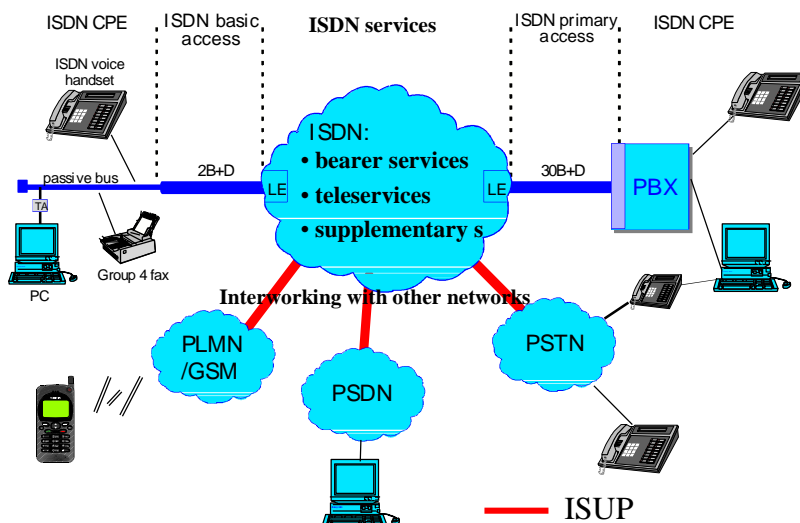 ISDN CPE
ISDN basic
access
ISDN services
ISDN primary
access
ISDN CPE
ISDN voice
handset
ISDN:
• bearer services
• teleservices
• supplementary s
passive bus
2B+D
LE
LE
30B+D
PBX
TA
PC
Group 4 fax
Interworking with other networks
PLMN
/GSM
PSDN
PSTN
ISUP